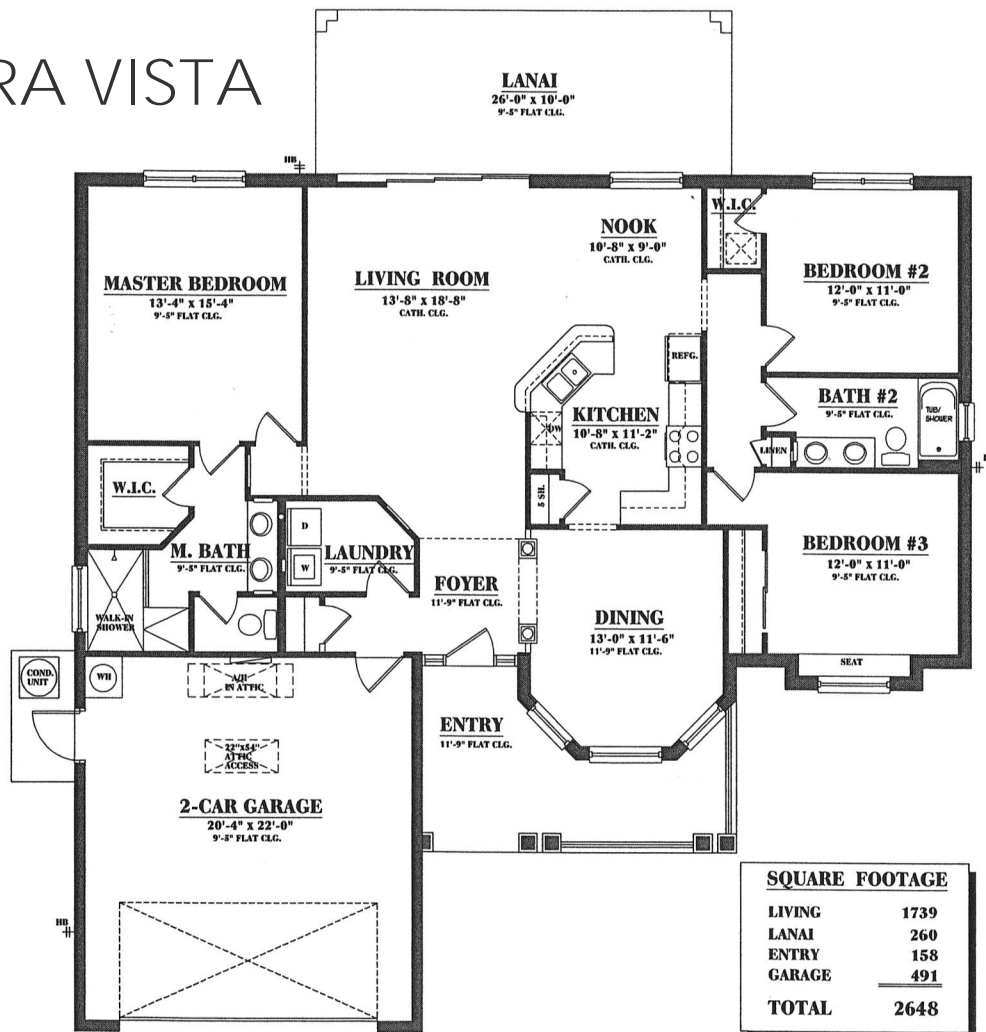 RA VISTA
LANAI
26'-0" x 10'-0"
9'-5" FLAT CLG.
HB
W.I.C.
NOOK
10'-8" x 9'-0"
CATH. CLG.
MASTER BEDROOM
13'-4" x 15'-4"
9'-5" FLAT CLG.
LIVING ROOM
13'-8" x 18'-8"
CATH. CLG.
BEDROOM #2
12'-0" x 11'-0"
9'-5" FLAT CLG.
REFG.
KITCHEN
10'-8" x 11'-2"
CATH. CLG.
DW
BATH #2
9'-5" FLAT CLG.
TUB/
SHOWER
LINEN
W.I.C.
5 SH.
D
W
M. BATH
9'-5" FLAT CLG.
LAUNDRY
9'-5" FLAT CLG.
BEDROOM #3
12'-0" x 11'-0"
9'-5" FLAT CLG.
FOYER
11'-9" FLAT CLG.
WALK-IN
SHOWER
DINING
13'-0" x 11'-6"
11'-9" FLAT CLG.
SEAT
COND.
UNIT
WH
A/H
IN ATTIC
ENTRY
11'-9" FLAT CLG.
22"x54"
ATTIC
ACCESS
2-CAR GARAGE
20'-4" x 22'-0"
9'-5" FLAT CLG.
HB
SQUARE FOOTAGE
LIVING 1739
LANAI 260
ENTRY 158
GARAGE 491
TOTAL 2648